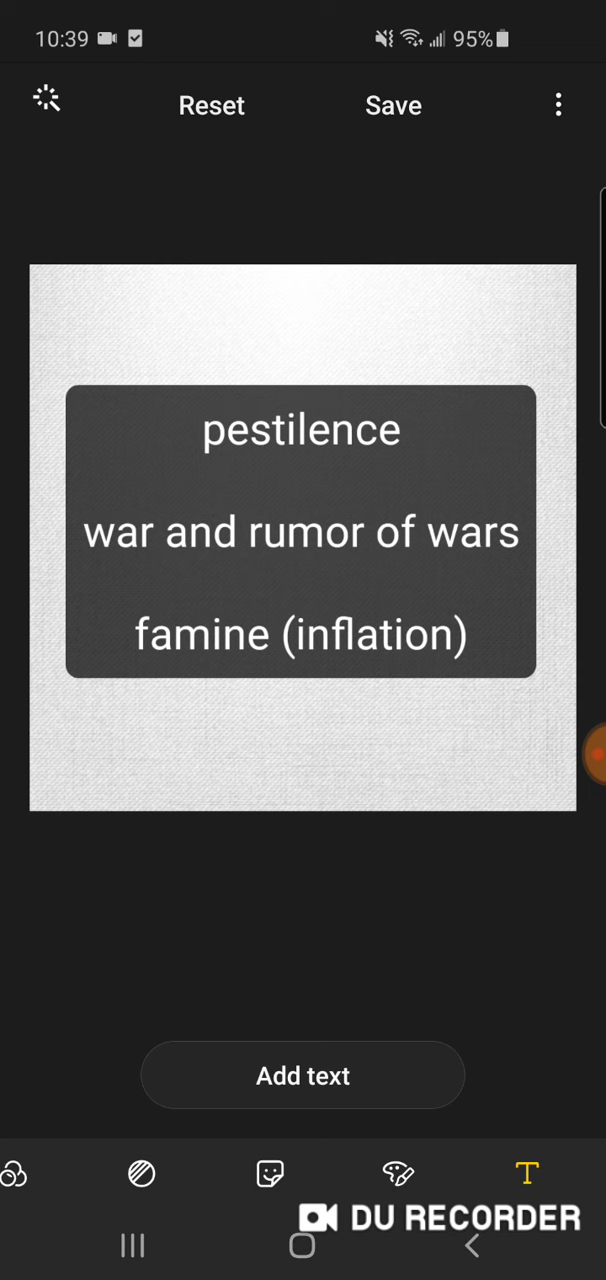 10:39 95%
Reset Save
pestilence
war and rumor of wars
famine (inflation)
Add text
T
DU RECORDER